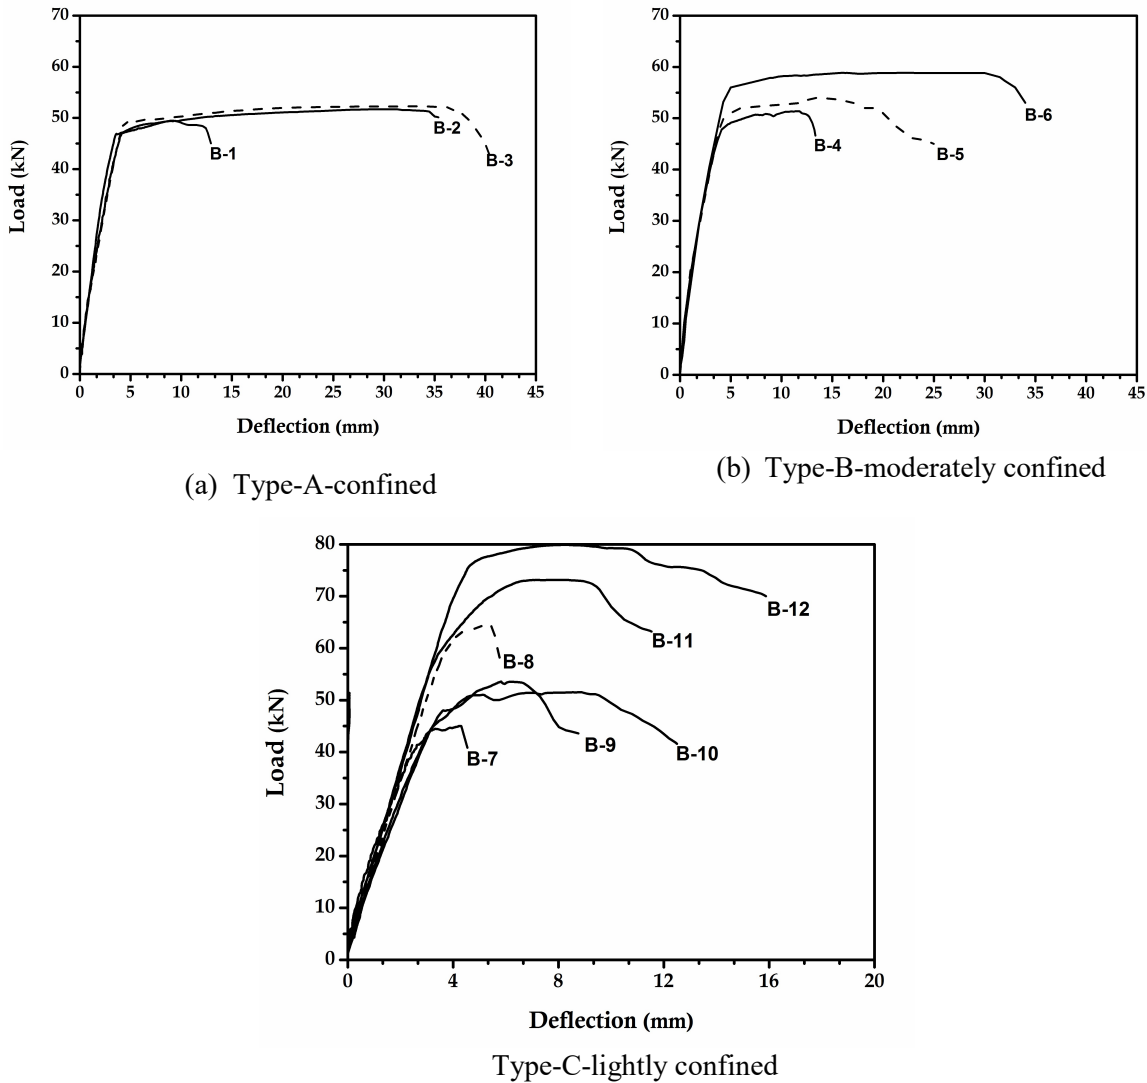 70
60
50
40
30
20
10
0
Load (kN)
B-1
B-2
B-3
0 5 10 15 20 25 30 35 40 45
Deflection (mm)
(a) Type-A-confined
70
60
50
40
30
20
10
0
Load (kN)
B-6
B-4
B-5
0 5 10 15 20 25 30 35 40 45
Deflection (mm)
(b) Type-B-moderately confined
80
70
60
50
40
30
20
10
0
Load (kN)
B-12
B-11
B-8
B-9
B-10
B-7
0 4 8 12 16 20
Deflection (mm)
Type-C-lightly confined